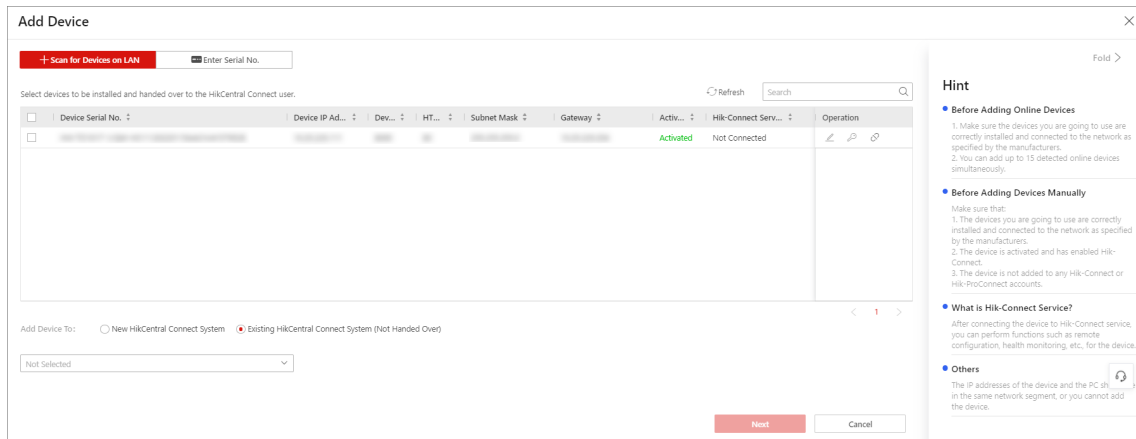 Add Device
Scan for Devices on LAN
Enter Serial No.
Select devices to be installed and handed over to the HikCentral Connect user.
Refresh
Search
Device Serial No. Device IP Ad... Dev... HT... Subnet Mask Gateway Activ... Hik-Connect Serv... Operation
Activated Not Connected
< 1 >
Add Device To: New HikCentral Connect System Existing HikCentral Connect System (Not Handed Over)
Not Selected
Next
Cancel
Fold >
Hint
Before Adding Online Devices
1. Make sure the devices you are going to use are
correctly installed and connected to the network as
specified by the manufacturers.
2. You can add up to 15 detected online devices
simultaneously.
Before Adding Devices Manually
Make sure that:
1. The devices you are going to use are correctly
installed and connected to the network as specified
by the manufacturers.
2. The device is activated and has enabled Hik-
Connect.
3. The device is not added to any Hik-Connect or
Hik-ProConnect accounts.
What is Hik-Connect Service?
After connecting the device to Hik-Connect service,
you can perform functions such as remote
configuration, health monitoring, etc., for the device.
Others
The IP addresses of the device and the PC
in the same network segment, or you cannot add
the device.